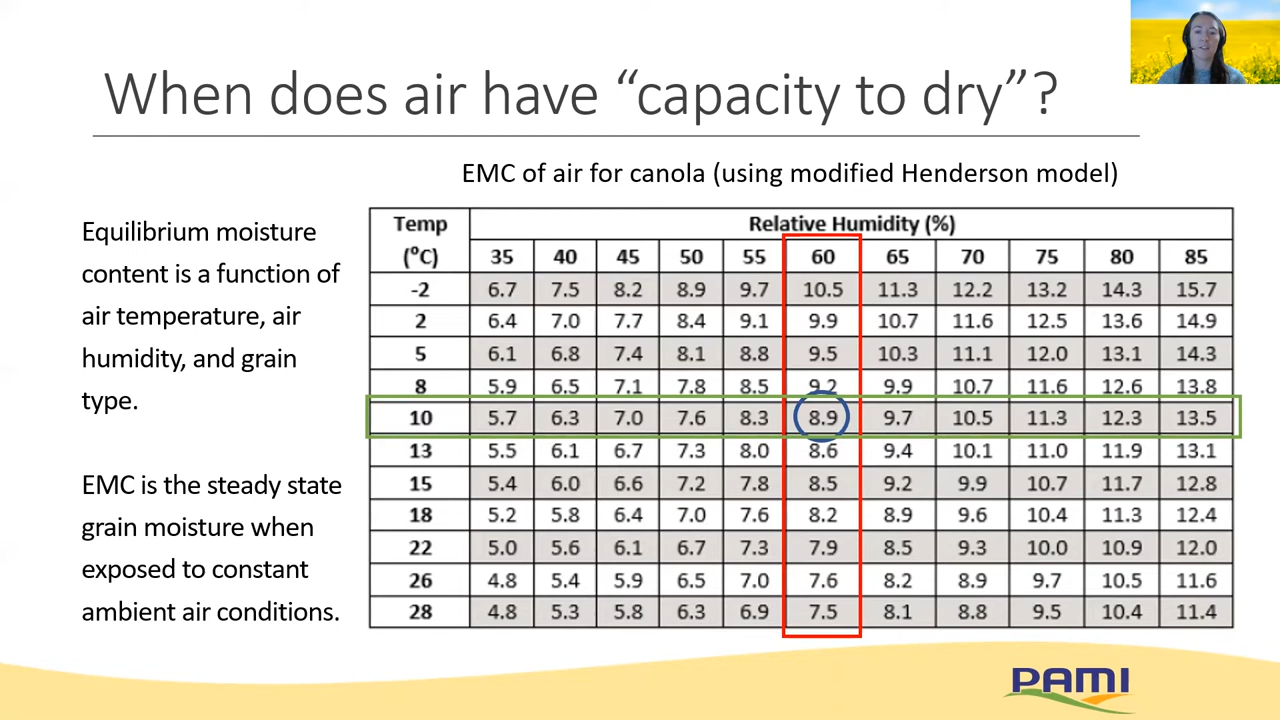 When does air have “capacity to dry”?
EMC of air for canola (using modified Henderson model)
Equilibrium moisture
content is a function of
air temperature, air
humidity, and grain
type.
EMC is the steady state
grain moisture when
exposed to constant
ambient air conditions.
Temp Relative Humidity (%)
(°C) 35 40 45 50 55 60 65 70 75 80 85
-2 6.7 7.5 8.2 8.9 9.7 10.5 11.3 12.2 13.2 14.3 15.7
2 6.4 7.0 7.7 8.4 9.1 9.9 10.7 11.6 12.5 13.6 14.9
5 6.1 6.8 7.4 8.1 8.8 9.5 10.3 11.1 12.0 13.1 14.3
8 5.9 6.5 7.1 7.8 8.5 9.2 9.9 10.7 11.6 12.6 13.8
10 5.7 6.3 7.0 7.6 8.3 8.9 9.7 10.5 11.3 12.3 13.5
13 5.5 6.1 6.7 7.3 8.0 8.6 9.4 10.1 11.0 11.9 13.1
15 5.4 6.0 6.6 7.2 7.8 8.5 9.2 9.9 10.7 11.7 12.8
18 5.2 5.8 6.4 7.0 7.6 8.2 8.9 9.6 10.4 11.3 12.4
22 5.0 5.6 6.1 6.7 7.3 7.9 8.5 9.3 10.0 10.9 12.0
26 4.8 5.4 5.9 6.5 7.0 7.6 8.2 8.9 9.7 10.5 11.6
28 4.8 5.3 5.8 6.3 6.9 7.5 8.1 8.8 9.5 10.4 11.4
PAMI